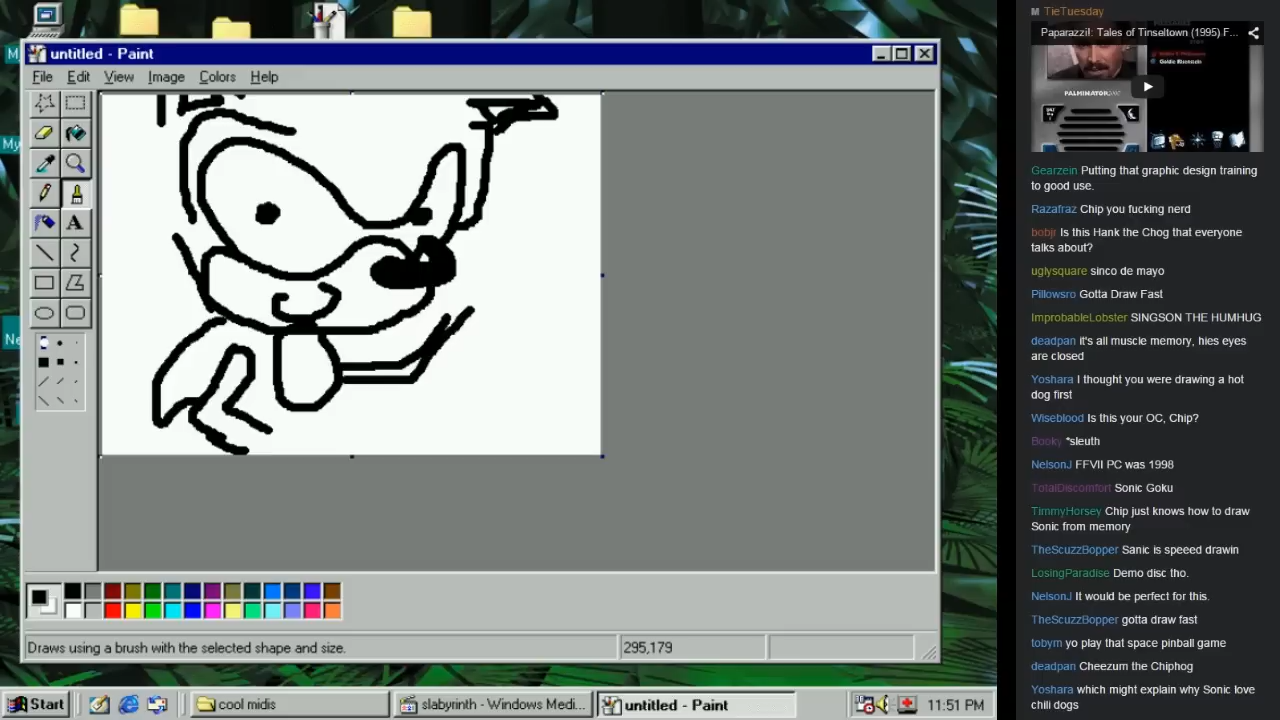 untitled - Paint
File Edit View Image Colors Help
Draws using a brush with the selected shape and size.
295,179
Start
cool midis
slabyrinth - Windows Medi...
untitled - Paint
11:51 PM
M TieTuesday
Paparazzi!: Tales of Tinseltown (1995) F...
PALMINATOR
Gearzein Putting that graphic design training
to good use.
Razafraz Chip you fucking nerd
bobjr Is this Hank the Chog that everyone
talks about?
uglysquare sinco de mayo
Pillowsro Gotta Draw Fast
ImprobableLobster SINGSON THE HUMHUG
deadpan it's all muscle memory, hies eyes
are closed
Yoshara I thought you were drawing a hot
dog first
Wiseblood Is this your OC, Chip?
Booky *sleuth
NelsonJ FFVII PC was 1998
TotalDiscomfort Sonic Goku
TimmyHorsey Chip just knows how to draw
Sonic from memory
TheScuzzBopper Sanic is speeed drawin
LosingParadise Demo disc tho.
NelsonJ It would be perfect for this.
TheScuzzBopper gotta draw fast
tobym yo play that space pinball game
deadpan Cheezum the Chiphog
Yoshara which might explain why Sonic love
chili dogs